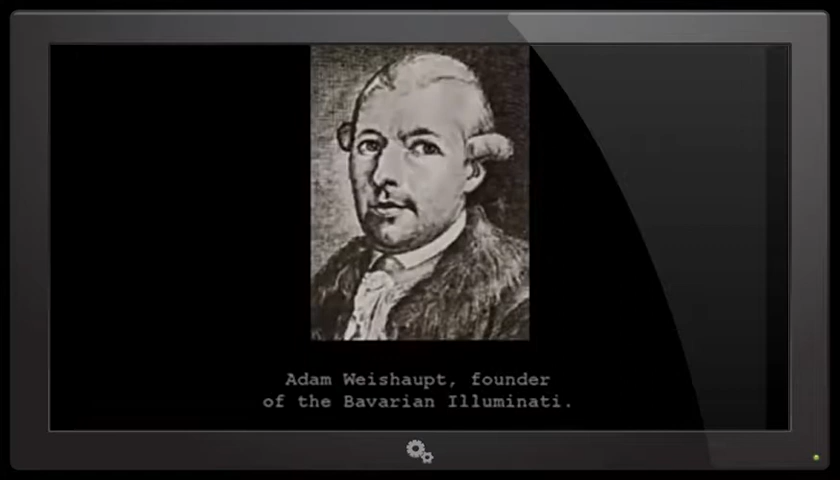 Adam Weishaupt, founder
of the Bavarian Illuminati.